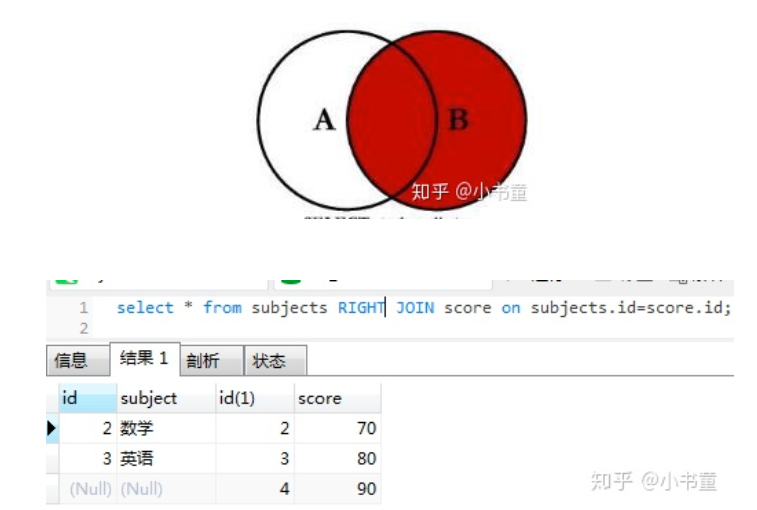 A B
知乎 @小书童
1 select * from subjects RIGHT JOIN score on subjects.id=score.id;
2
信息 结果 1 剖析 状态
id subject id(1) score
2 数学 2 70
3 英语 3 80
(Null) (Null) 4 90
知乎 @小书童